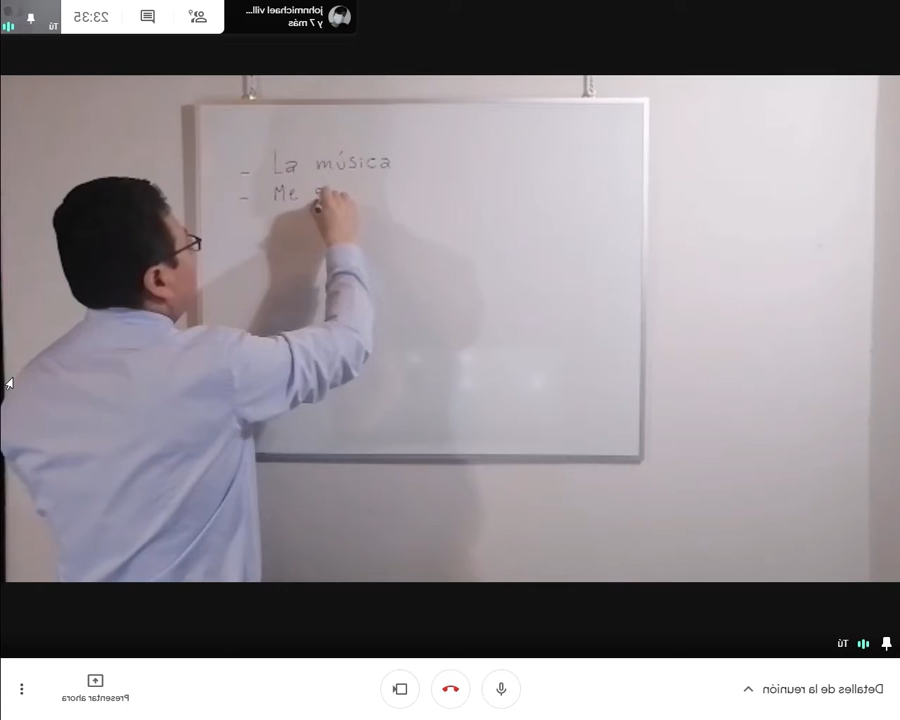 johnmichael vill...
y 7 más
23:35
Tú
- La música
- Me
Tú
Presentar ahora
Detalles de la reunión